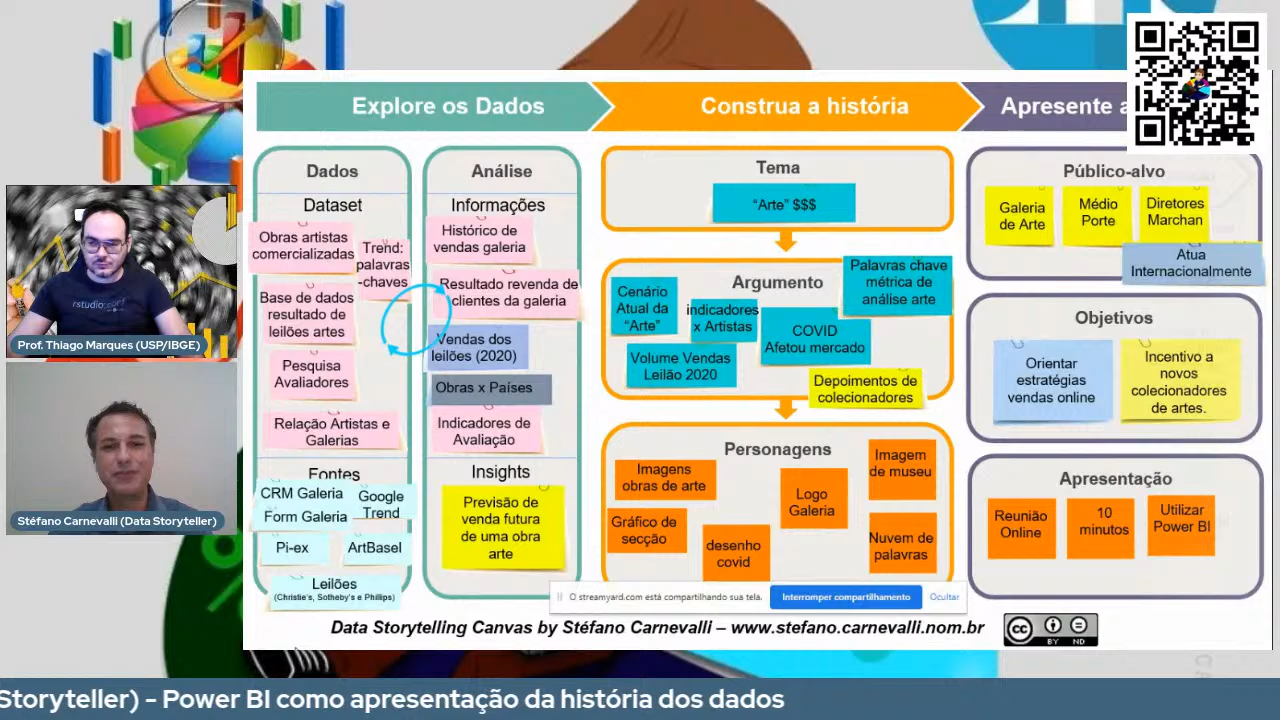 Explore os Dados
Construa a história
Apresente a
Dados
Dataset
Obras artistas
comercializadas
Trend:
palavras
-chaves
Base de dados
resultado de
leilões artes
Pesquisa
Avaliadores
Relação Artistas e
Galerias
Fontes
CRM Galeria
Google
Trend
Form Galeria
Pi-ex
ArtBasel
Leilões
(Christie's, Sotheby's e Phillips)
Análise
Informações
Histórico de
vendas galeria
Resultado revenda de
clientes da galeria
Vendas dos
leilões (2020)
Obras x Países
Indicadores de
Avaliação
Insights
Previsão de
venda futura
de uma obra
arte
Tema
“Arte” $$$
Argumento
Cenário
Atual da
“Arte”
indicadores
x Artistas
Palavras chave
métrica de
análise arte
COVID
Afetou mercado
Volume Vendas
Leilão 2020
Depoimentos de
colecionadores
Personagens
Imagens
obras de arte
Logo
Galeria
Imagem
de museu
Gráfico de
secção
desenho
covid
Nuvem de
palavras
Público-alvo
Galeria
de Arte
Médio
Porte
Diretores
Marchan
Atua
Internacionalmente
Objetivos
Orientar
estratégias
vendas online
Incentivo a
novos
colecionadores
de artes.
Apresentação
Reunião
Online
10
minutos
Utilizar
Power BI
O streamyard.com está compartilhando sua tela.
Interromper compartilhamento
Ocultar
Data Storytelling Canvas by Stéfano Carnevalli – www.stefano.carnevalli.nom.br
cc
BY ND
rstudio::conf
Prof. Thiago Marques (USP/IBGE)
Stéfano Carnevalli (Data Storyteller)
Storyteller) - Power BI como apresentação da história dos dados